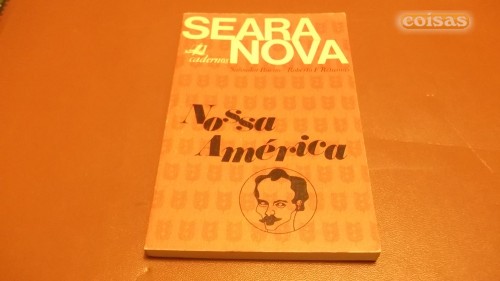 coisas
SEARA
NOVA
cadernos
Nossa
América